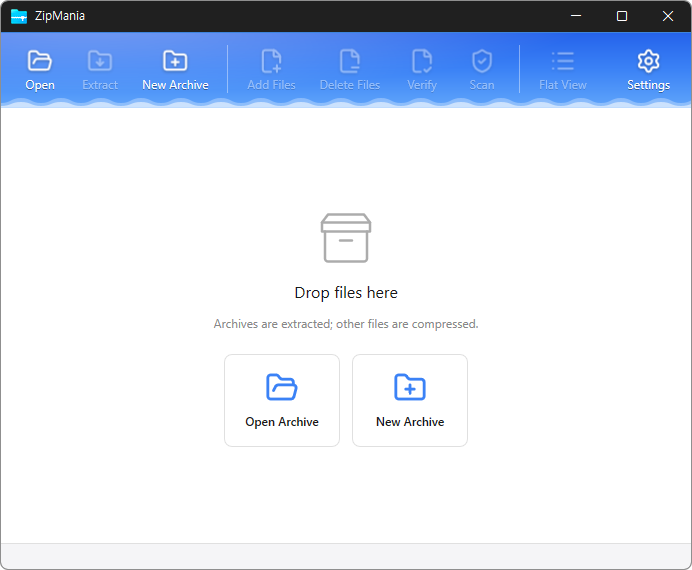 ZipMania
Open
Extract
New Archive
Add Files
Delete Files
Verify
Scan
Flat View
Settings
Drop files here
Archives are extracted; other files are compressed.
Open Archive
New Archive